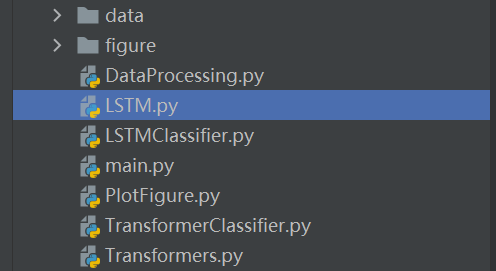 data
figure
DataProcessing.py
LSTM.py
LSTMClassifier.py
main.py
PlotFigure.py
TransformerClassifier.py
Transformers.py